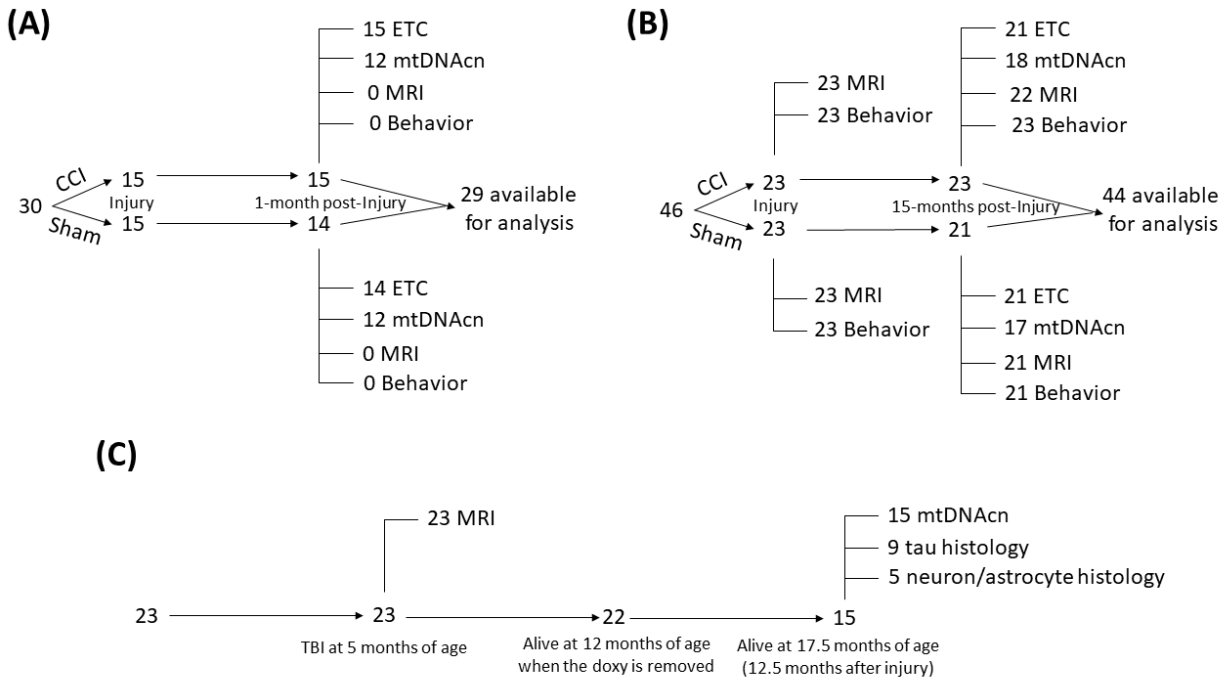 (A)
15 ETC
12 mtDNAcn
0 MRI
0 Behavior
30
CCI
Sham
15
Injury
15
15
1-month post-Injury
14
29 available
for analysis
14 ETC
12 mtDNAcn
0 MRI
0 Behavior
(B)
23 MRI
23 Behavior
21 ETC
18 mtDNAcn
22 MRI
23 Behavior
46
CCI
Sham
23
Injury
23
23
15-months post-Injury
21
44 available
for analysis
23 MRI
23 Behavior
21 ETC
17 mtDNAcn
21 MRI
21 Behavior
(C)
23 MRI
15 mtDNAcn
9 tau histology
5 neuron/astrocyte histology
23
23
TBI at 5 months of age
22
Alive at 12 months of age
when the doxy is removed
15
Alive at 17.5 months of age
(12.5 months after injury)